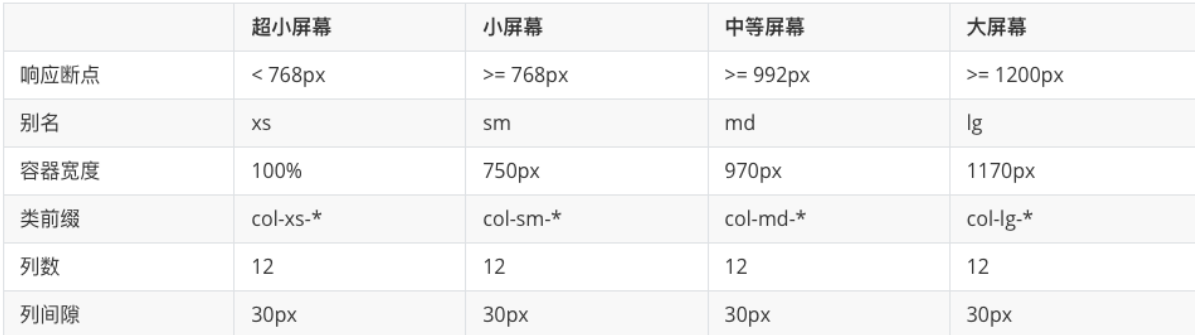 超小屏幕 小屏幕 中等屏幕 大屏幕
响应断点 < 768px >= 768px >= 992px >= 1200px
别名 xs sm md lg
容器宽度 100% 750px 970px 1170px
类前缀 col-xs-* col-sm-* col-md-* col-lg-*
列数 12 12 12 12
列间隙 30px 30px 30px 30px